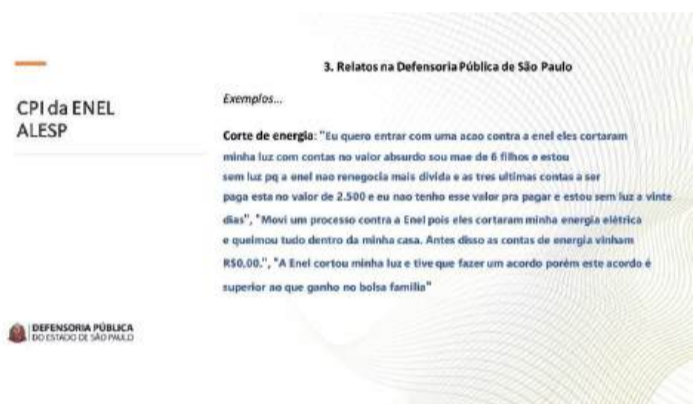 3. Relatos na Defensoria Pública de São Paulo
CPI da ENEL
ALESP
Exemplos...
Corte de energia: "Eu quero entrar com uma acao contra a enel eles cortaram
minha luz com contas no valor absurdo sou mae de 6 filhos e estou
sem luz pq a enel nao renegocia mais divida e as tres ultimas contas a ser
paga esta no valor de 2.500 e eu nao tenho esse valor pra pagar e estou sem luz a vinte
dias", "Movi um processo contra a Enel pois eles cortaram minha energia elétrica
e queimou tudo dentro da minha casa. Antes disso as contas de energia vinham
R$0,00.", "A Enel cortou minha luz e tive que fazer um acordo porém este acordo é
superior ao que ganho no bolsa família"
DEFENSORIA PÚBLICA
DO ESTADO DE SÃO PAULO